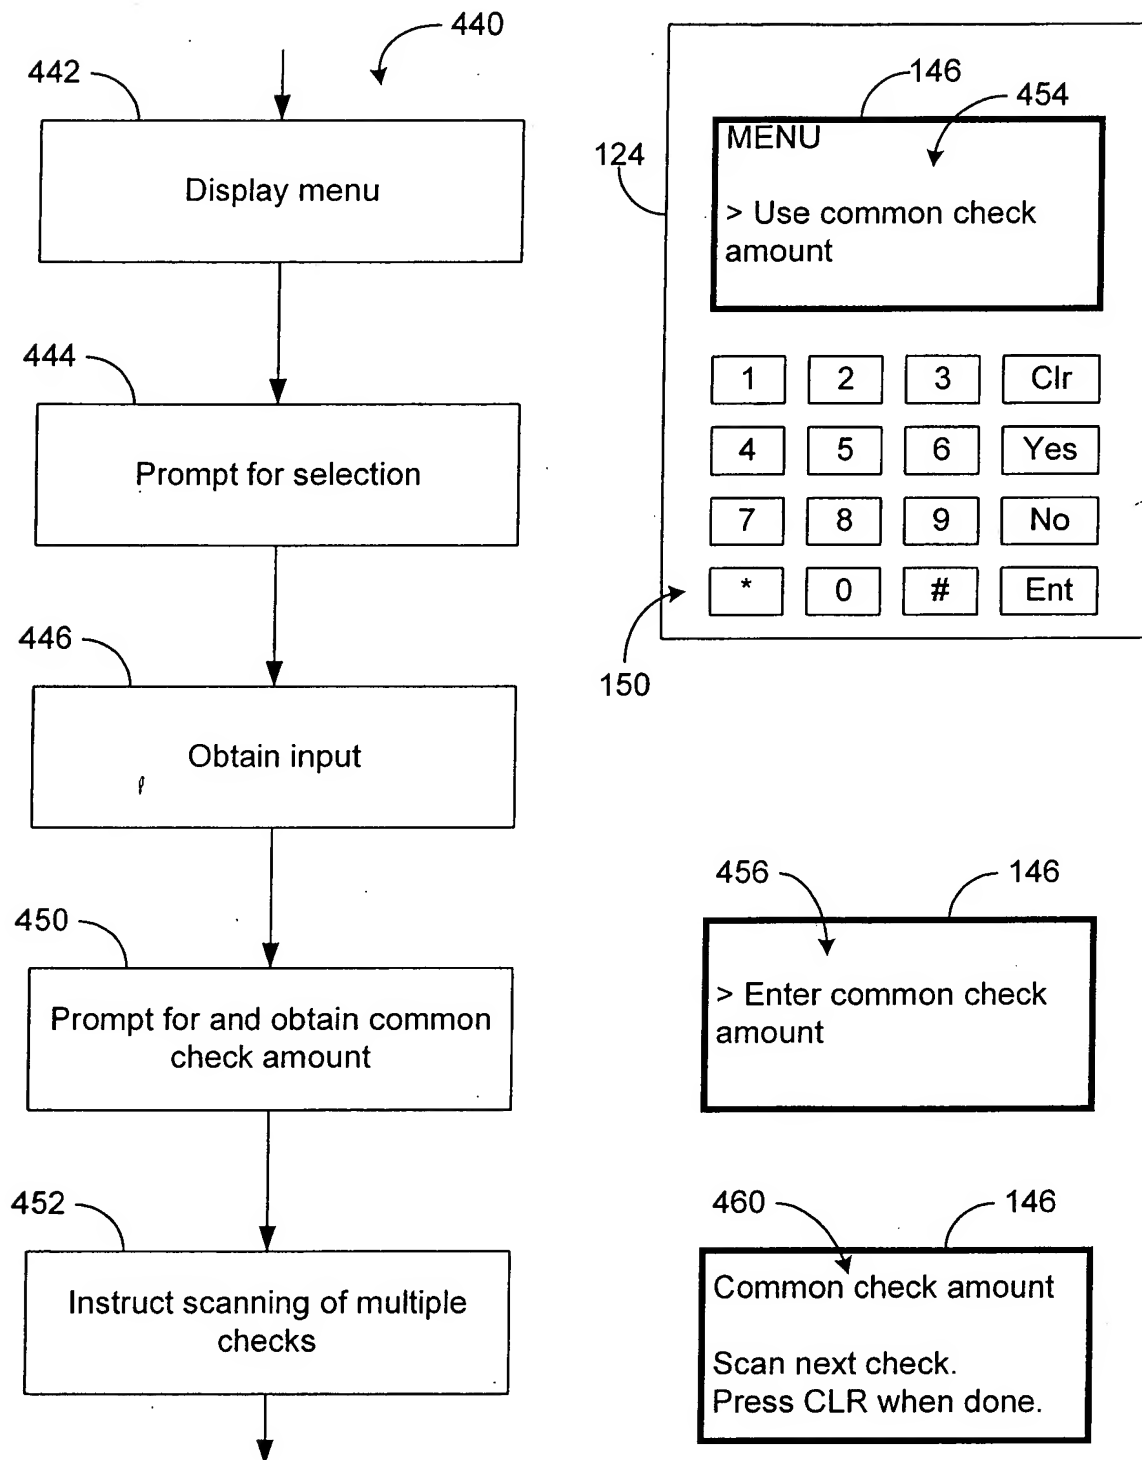 440
442
Display menu
444
Prompt for selection
446
Obtain input
450
Prompt for and obtain common
check amount
452
Instruct scanning of multiple
checks
146
454
124
MENU
> Use common check
amount
1 2 3 Clr
4 5 6 Yes
7 8 9 No
* 0 # Ent
150
456
146
> Enter common check
amount
460
146
Common check amount
Scan next check.
Press CLR when done.